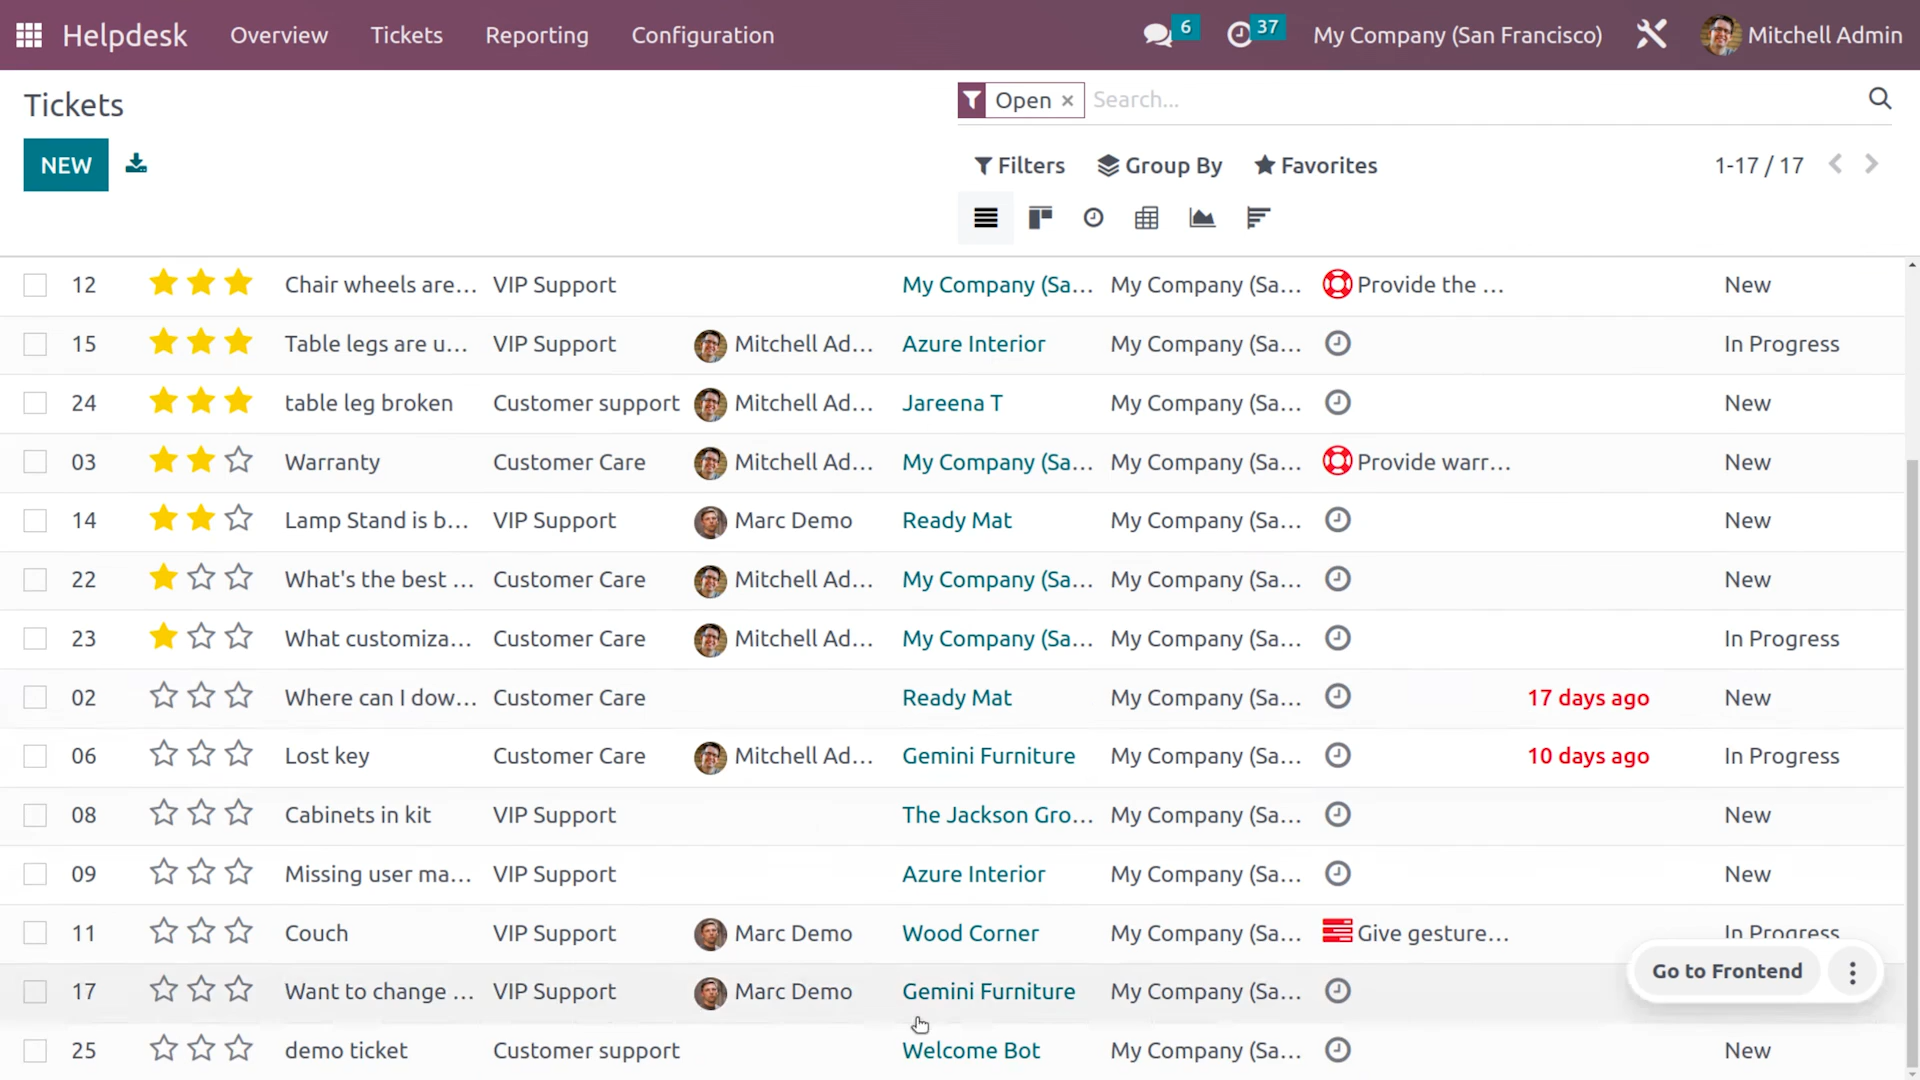 Helpdesk Overview Tickets Reporting Configuration 6 37 My Company (San Francisco) Mitchell Admin
Tickets
Open × Search...
NEW
Filters Group By Favorites 1-17 / 17
12 Chair wheels are... VIP Support My Company (Sa... My Company (Sa... Provide the ... New
15 Table legs are u... VIP Support Mitchell Ad... Azure Interior My Company (Sa... In Progress
24 table leg broken Customer support Mitchell Ad... Jareena T My Company (Sa... New
03 Warranty Customer Care Mitchell Ad... My Company (Sa... My Company (Sa... Provide warr... New
14 Lamp Stand is b... VIP Support Marc Demo Ready Mat My Company (Sa... New
22 What's the best ... Customer Care Mitchell Ad... My Company (Sa... My Company (Sa... New
23 What customiza... Customer Care Mitchell Ad... My Company (Sa... My Company (Sa... In Progress
02 Where can I dow... Customer Care Ready Mat My Company (Sa... 17 days ago New
06 Lost key Customer Care Mitchell Ad... Gemini Furniture My Company (Sa... 10 days ago In Progress
08 Cabinets in kit VIP Support The Jackson Gro... My Company (Sa... New
09 Missing user ma... VIP Support Azure Interior My Company (Sa... New
11 Couch VIP Support Marc Demo Wood Corner My Company (Sa... Give gesture... In Progress
Go to Frontend
17 Want to change ... VIP Support Marc Demo Gemini Furniture My Company (Sa...
25 demo ticket Customer support Welcome Bot My Company (Sa... New